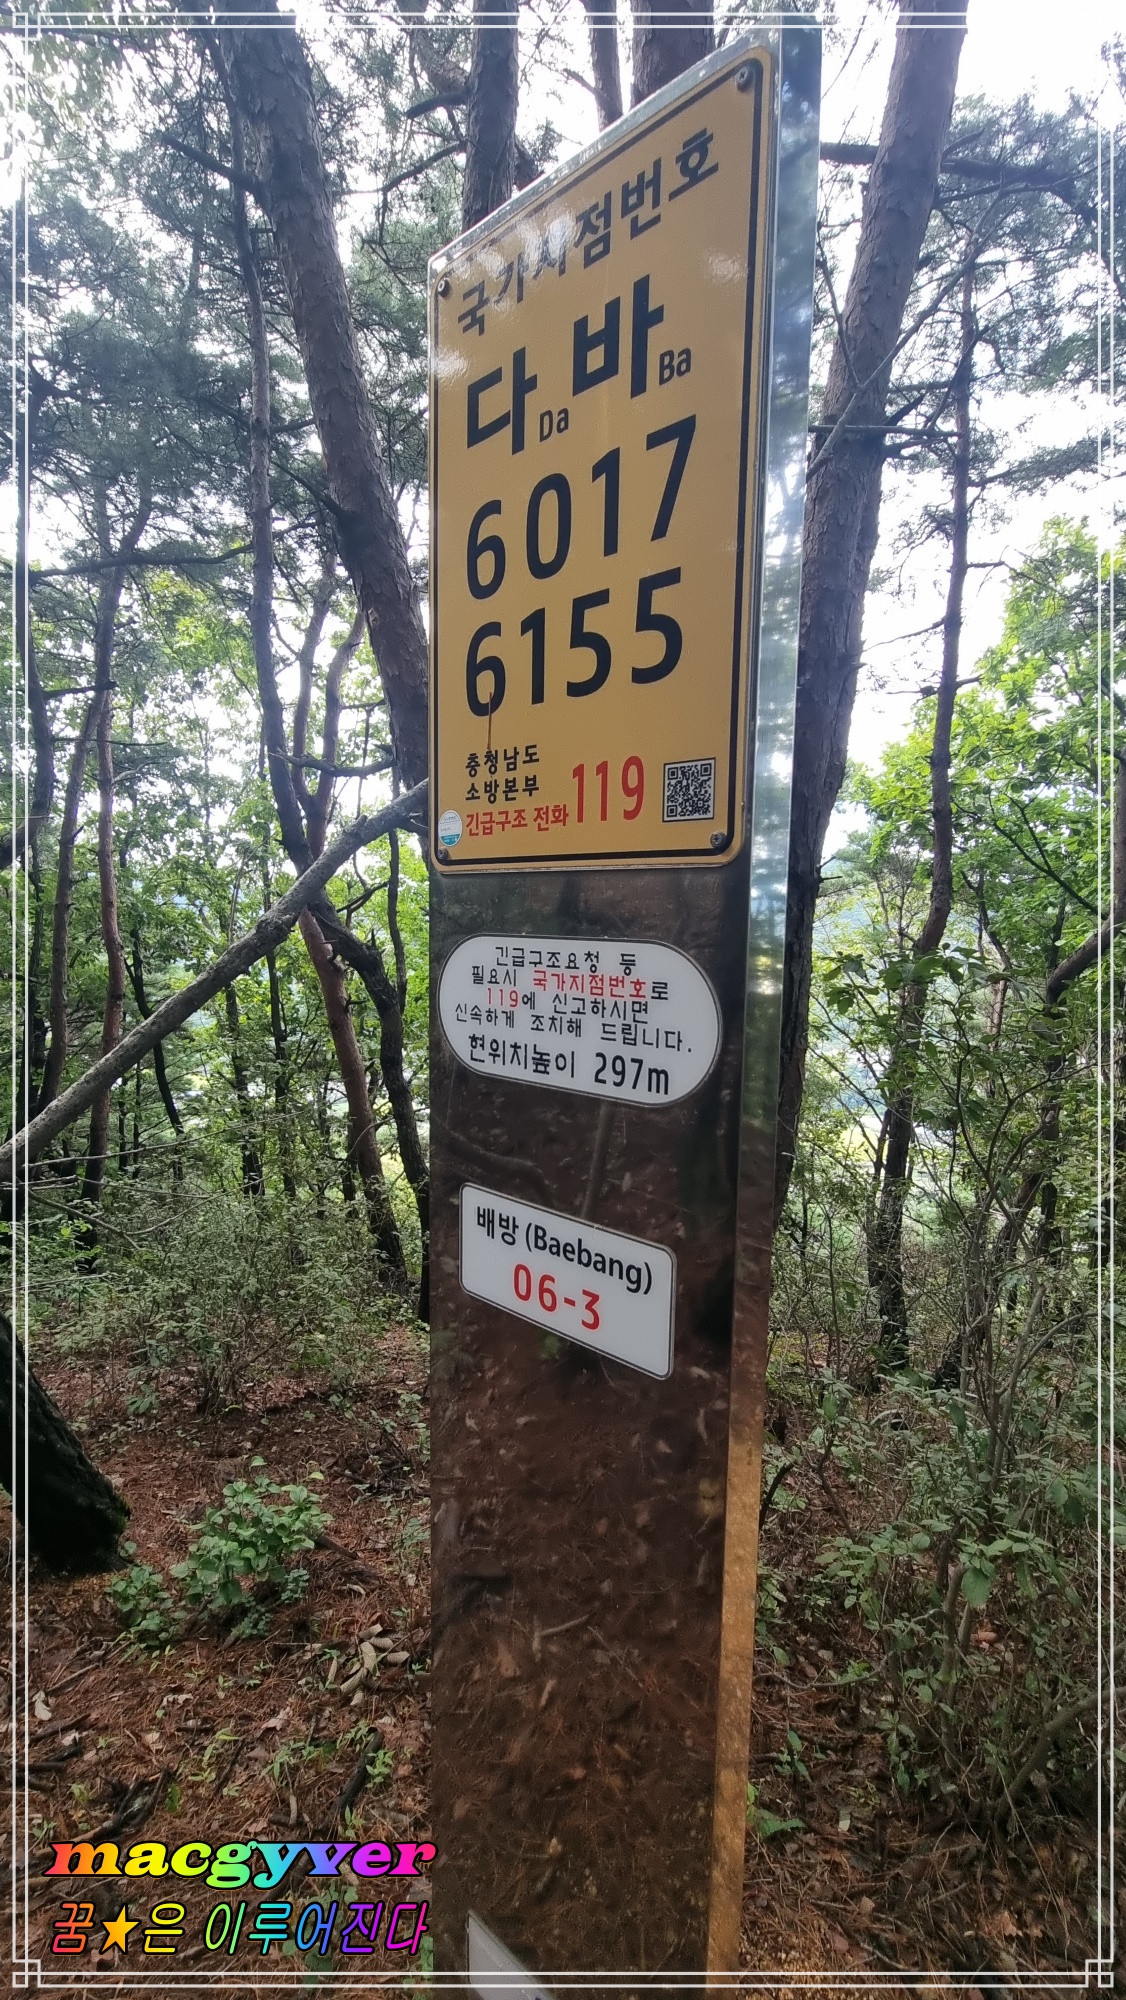 국가지점번호
다 바
Da Ba
6017
6155
충청남도
소방본부
긴급구조 전화 119
긴급구조요청 등
필요시 국가지점번호로
119에 신고하시면
신속하게 조치해 드립니다.
현위치높이 297m
배방 (Baebang)
06-3
macgyver
꿈★은 이루어진다